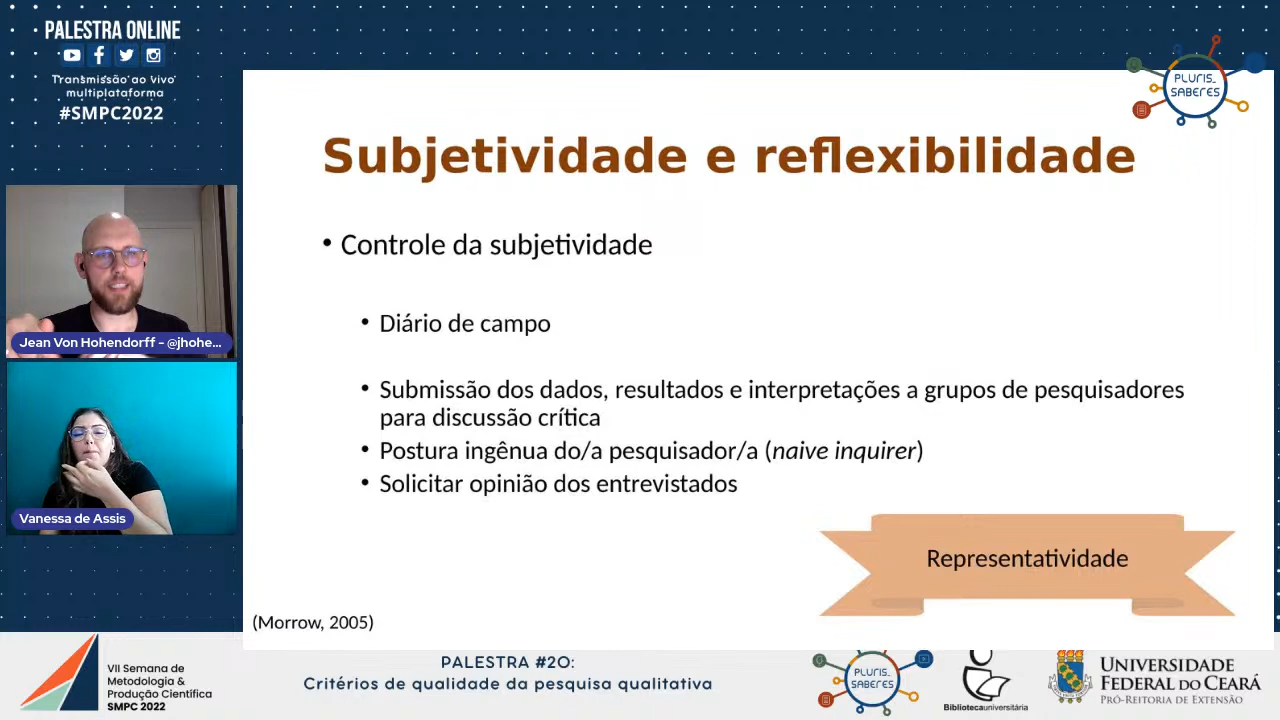 PALESTRA ONLINE
Transmissão ao vivo
multiplataforma
#SMPC2022
PLURIS_
SABERES
Subjetividade e reflexibilidade
• Controle da subjetividade
• Diário de campo
• Submissão dos dados, resultados e interpretações a grupos de pesquisadores
para discussão crítica
• Postura ingênua do/a pesquisador/a (naive inquirer)
• Solicitar opinião dos entrevistados
Representatividade
(Morrow, 2005)
Jean Von Hohendorff - @jhohe...
Vanessa de Assis
VII Semana de
Metodologia &
Produção Científica
SMPC 2022
PALESTRA #20:
Critérios de qualidade da pesquisa qualitativa
PLURIS_
SABERES
Bibliotecauniversitária
UNIVERSIDADE
FEDERAL DO CEARÁ
PRÓ-REITORIA DE EXTENSÃO